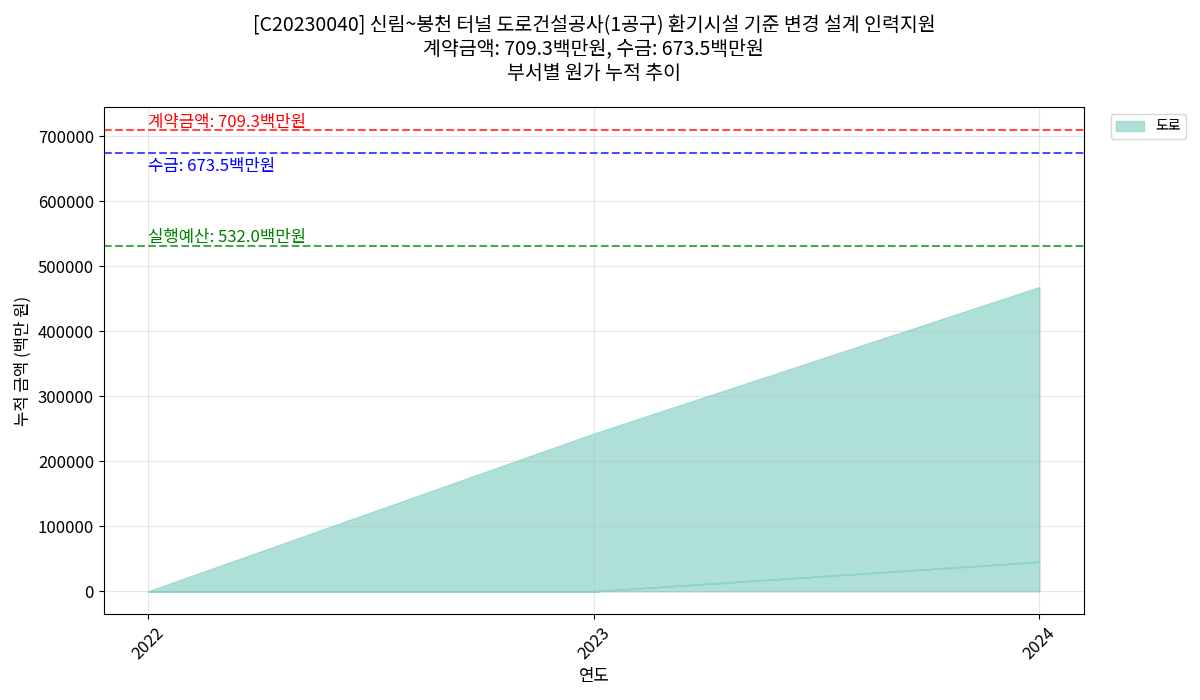 [C20230040] 신림~봉천 터널 도로건설공사(1공구) 환기시설 기준 변경 설계 인력지원
계약금액: 709.3백만원, 수금: 673.5백만원
부서별 원가 누적 추이
계약금액: 709.3백만원
수금: 673.5백만원
실행예산: 532.0백만원
도로
누적 금액 (백만 원)
700000
600000
500000
400000
300000
200000
100000
0
2022
2023
2024
연도